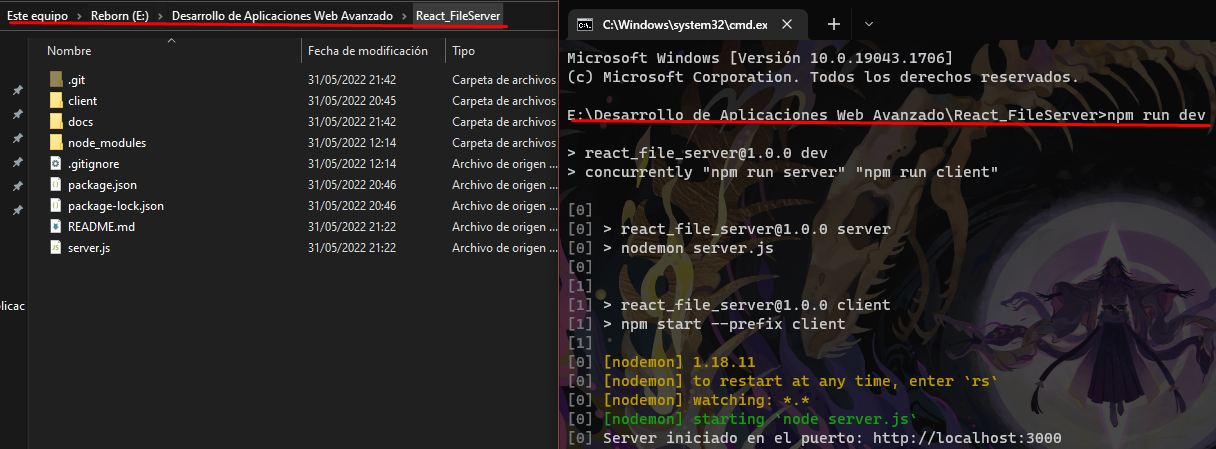 Este equipo > Reborn (E:) > Desarrollo de Aplicaciones Web Avanzado > React_FileServer
Nombre Fecha de modificación Tipo
.git 31/05/2022 21:42 Carpeta de archivos
client 31/05/2022 20:45 Carpeta de archivos
docs 31/05/2022 21:42 Carpeta de archivos
node_modules 31/05/2022 12:14 Carpeta de archivos
.gitignore 31/05/2022 12:14 Archivo de origen ...
package.json 31/05/2022 20:46 Archivo de origen ...
package-lock.json 31/05/2022 20:46 Archivo de origen ...
README.md 31/05/2022 21:22 Archivo de origen ...
server.js 31/05/2022 21:22 Archivo de origen ...
plicac
C:\Windows\system32\cmd.ex
Microsoft Windows [Versión 10.0.19043.1706]
(c) Microsoft Corporation. Todos los derechos reservados.
E:\Desarrollo de Aplicaciones Web Avanzado\React_FileServer>npm run dev
> react_file_server@1.0.0 dev
> concurrently "npm run server" "npm run client"
[0]
[0] > react_file_server@1.0.0 server
[0] > nodemon server.js
[0]
[1]
[1] > react_file_server@1.0.0 client
[1] > npm start --prefix client
[1]
[0] [nodemon] 1.18.11
[0] [nodemon] to restart at any time, enter `rs`
[0] [nodemon] watching: *.*
[0] [nodemon] starting `node server.js`
[0] Server iniciado en el puerto: http://localhost:3000